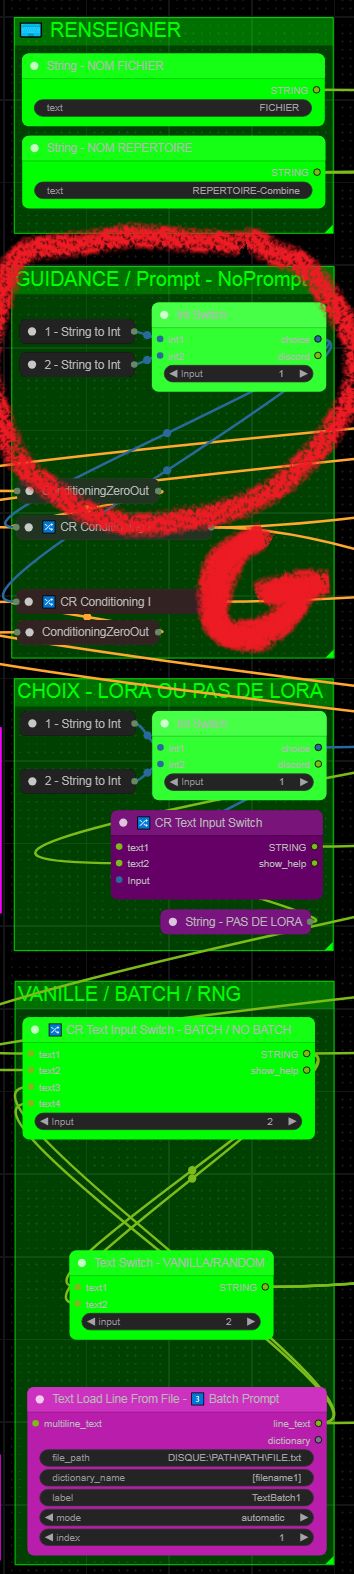 RENSEIGNER
String - NOM FICHIER
STRING
text FICHIER
String - NOM REPERTOIRE
STRING
text REPERTOIRE-Combine
GUIDANCE / Prompt - NoPrompt
Int Switch
1 - String to Int
int1 choice
2 - String to Int
int2 discard
Input 1
ConditioningZeroOut
CR Conditioning
G
CR Conditioning I
ConditioningZeroOut
CHOIX - LORA OU PAS DE LORA
1 - String to Int
Int Switch
int1 choice
int2 discard
2 - String to Int
Input 1
CR Text Input Switch
text1 STRING
text2 show_help
Input
String - PAS DE LORA
VANILLE / BATCH / RNG
CR Text Input Switch - BATCH / NO BATCH
text1 STRING
text2 show_help
text3
text4
Input 2
Text Switch - VANILLA/RANDOM
text1 STRING
text2
input 2
Text Load Line From File - 3 Batch Prompt
multiline_text line_text
dictionary
file_path DISQUE:\PATH\PATH\FILE.txt
dictionary_name [filename1]
label TextBatch1
mode automatic
index 1